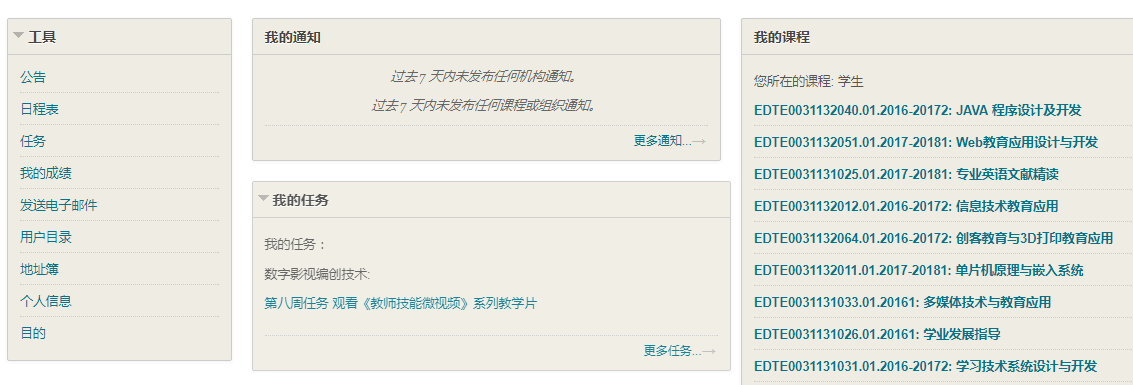 工具
公告
日程表
任务
我的成绩
发送电子邮件
用户目录
地址簿
个人信息
目的
我的通知
过去 7 天内未发布任何机构通知。
过去 7 天内未发布任何课程或组织通知。
更多通知...→
我的任务
我的任务：
数字影视编创技术:
第八周任务 观看《教师技能微视频》系列教学片
更多任务...→
我的课程
您所在的课程: 学生
EDTE0031132040.01.2016-20172: JAVA 程序设计及开发
EDTE0031132051.01.2017-20181: Web教育应用设计与开发
EDTE0031131025.01.2017-20181: 专业英语文献精读
EDTE0031132012.01.2016-20172: 信息技术教育应用
EDTE0031132064.01.2016-20172: 创客教育与3D打印教育应用
EDTE0031132011.01.2017-20181: 单片机原理与嵌入系统
EDTE0031131033.01.20161: 多媒体技术与教育应用
EDTE0031131026.01.20161: 学业发展指导
EDTE0031131031.01.2016-20172: 学习技术系统设计与开发